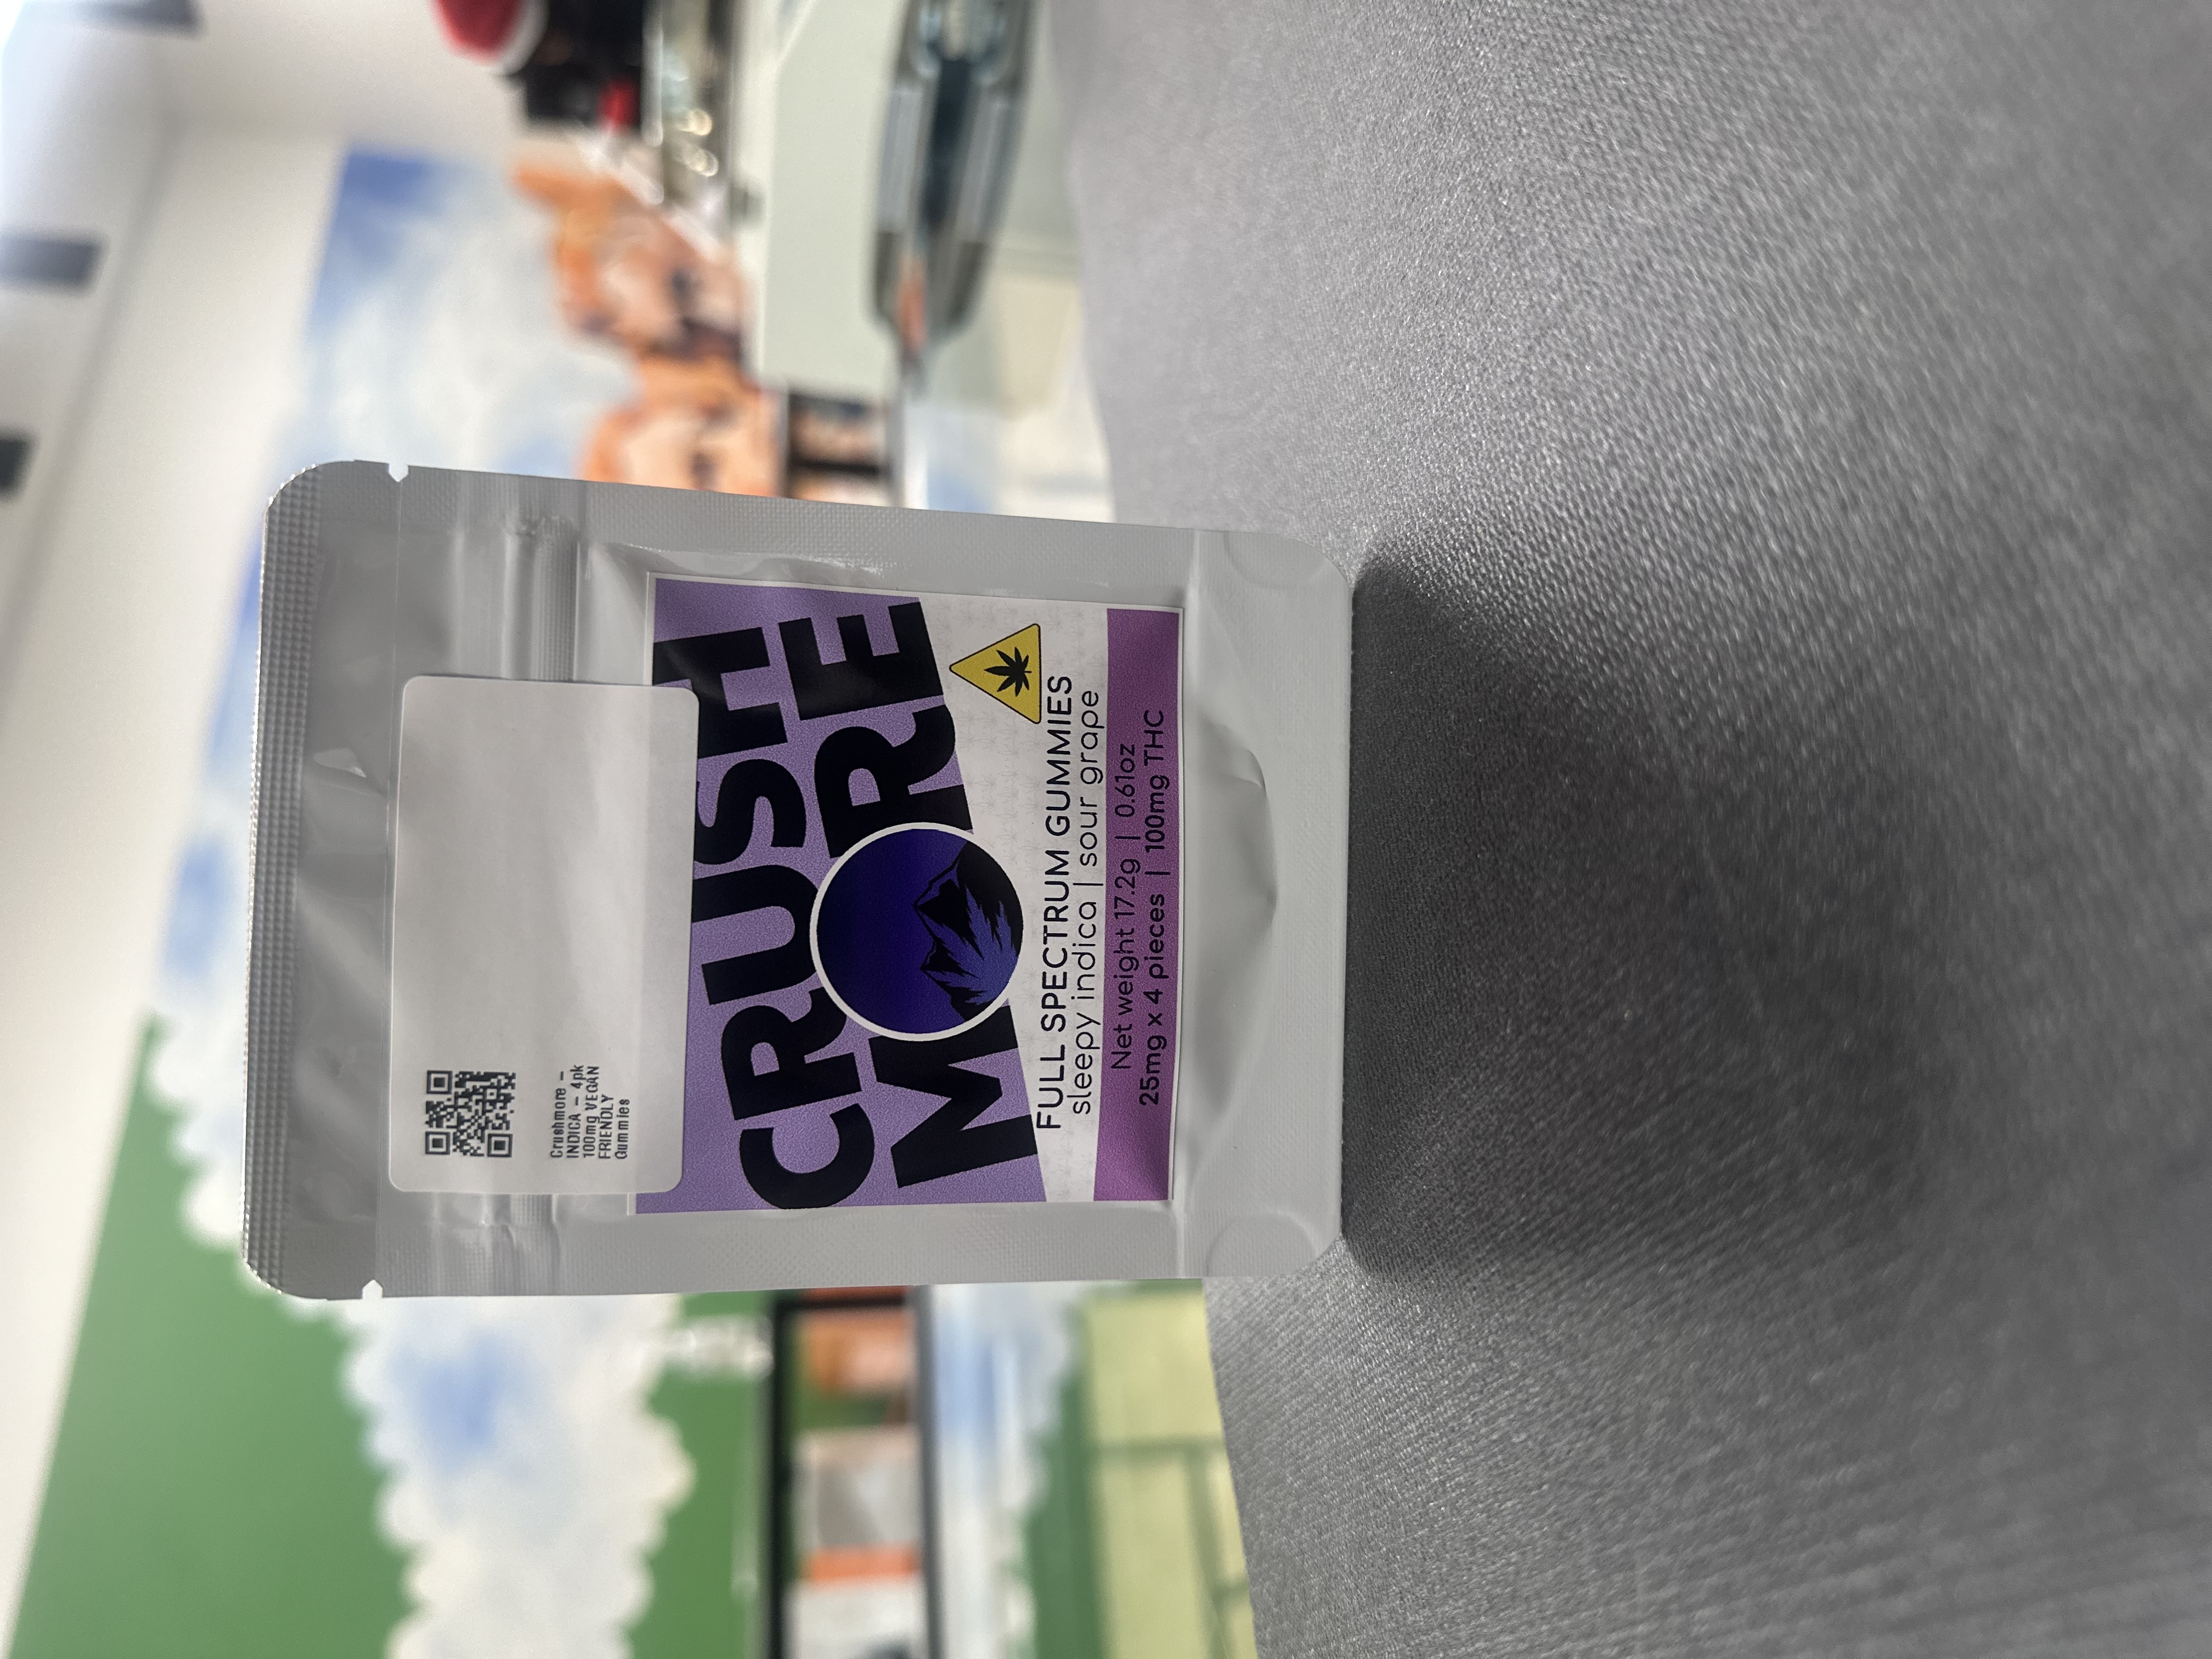 Crushmore –
INDICA – 4pk
100mg VEGAN
FRIENDLY
Gummies
CRUSH
MORE
FULL SPECTRUM GUMMIES
sleepy indica | sour grape
Net weight 17.2g | 0.61oz
25mg x 4 pieces | 100mg THC